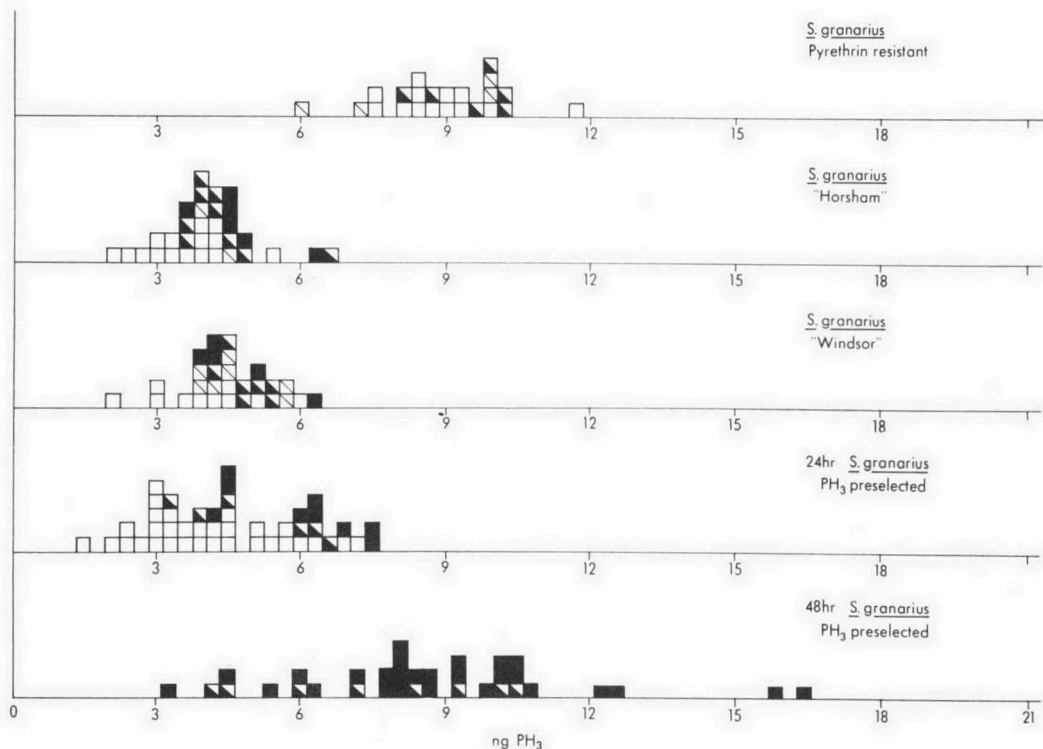 S. granarius
Pyrethrin resistant
3 6 9 12 15 18 21
S. granarius
"Horsham"
3 6 9 12 15 18
S. granarius
"Windsor"
3 6 9 12 15 18
24hr S. granarius
PH₃ preselected
3 6 9 12 15 18
48hr S. granarius
PH₃ preselected
0 3 6 9 12 15 18 21
ng PH₃